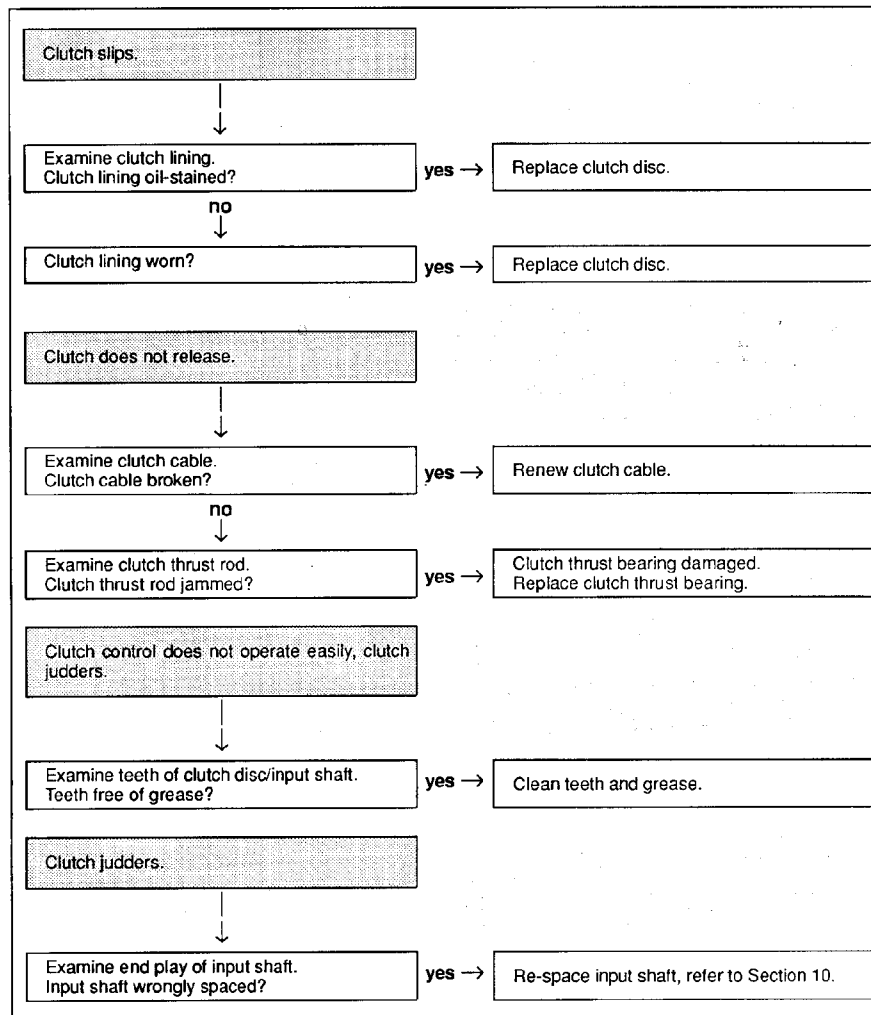 Clutch slips.
Examine clutch lining.
Clutch lining oil-stained?
yes → Replace clutch disc.
no
Clutch lining worn?
yes → Replace clutch disc.
Clutch does not release.
Examine clutch cable.
Clutch cable broken?
yes → Renew clutch cable.
no
Examine clutch thrust rod.
Clutch thrust rod jammed?
yes → Clutch thrust bearing damaged.
Replace clutch thrust bearing.
Clutch control does not operate easily, clutch
judders.
Examine teeth of clutch disc/input shaft.
Teeth free of grease?
yes → Clean teeth and grease.
Clutch judders.
Examine end play of input shaft.
Input shaft wrongly spaced?
yes → Re-space input shaft, refer to Section 10.